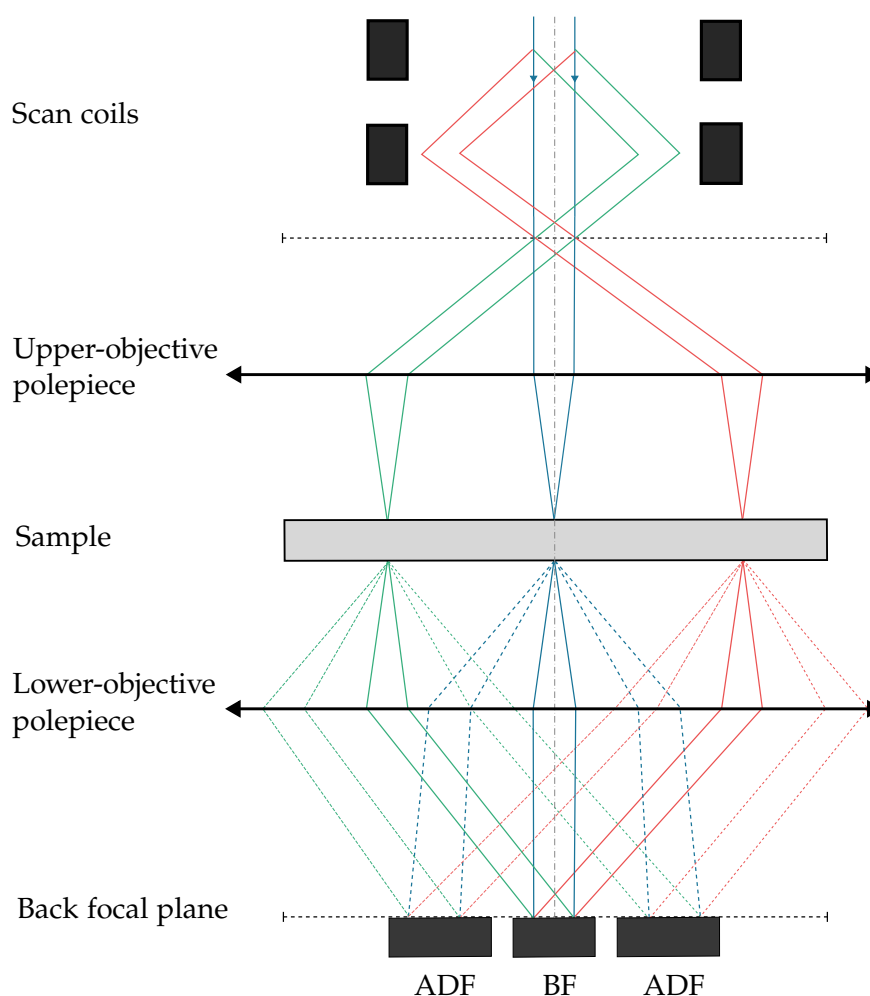 Scan coils
Upper-objective
polepiece
Sample
Lower-objective
polepiece
Back focal plane
ADF BF ADF